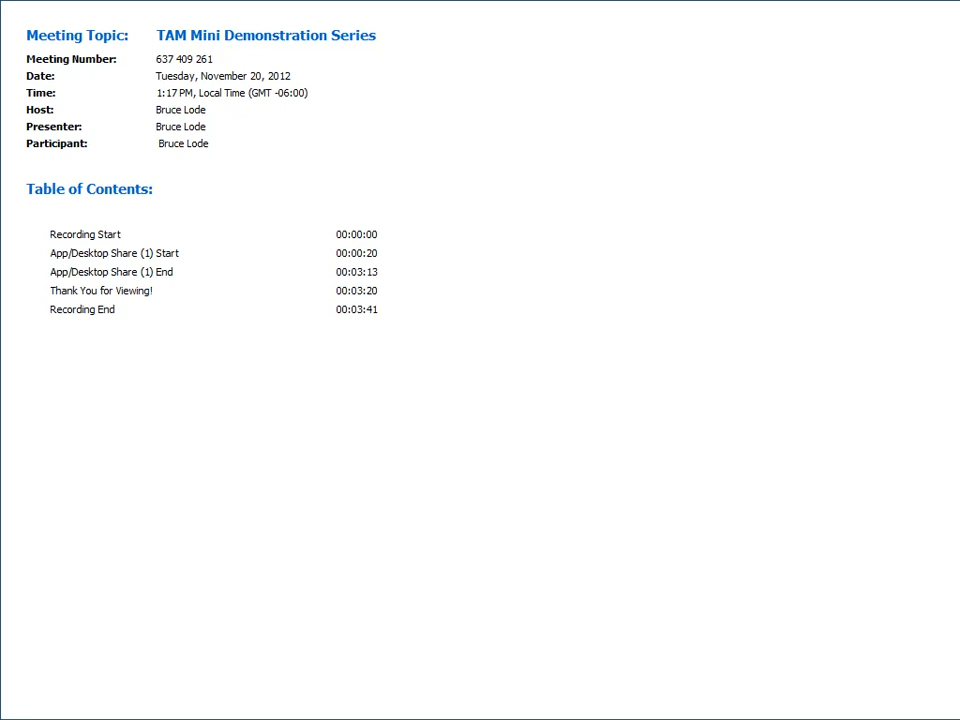 Meeting Topic: TAM Mini Demonstration Series
Meeting Number: 637 409 261
Date: Tuesday, November 20, 2012
Time: 1:17 PM, Local Time (GMT -06:00)
Host: Bruce Lode
Presenter: Bruce Lode
Participant: Bruce Lode
Table of Contents:
Recording Start 00:00:00
App/Desktop Share (1) Start 00:00:20
App/Desktop Share (1) End 00:03:13
Thank You for Viewing! 00:03:20
Recording End 00:03:41